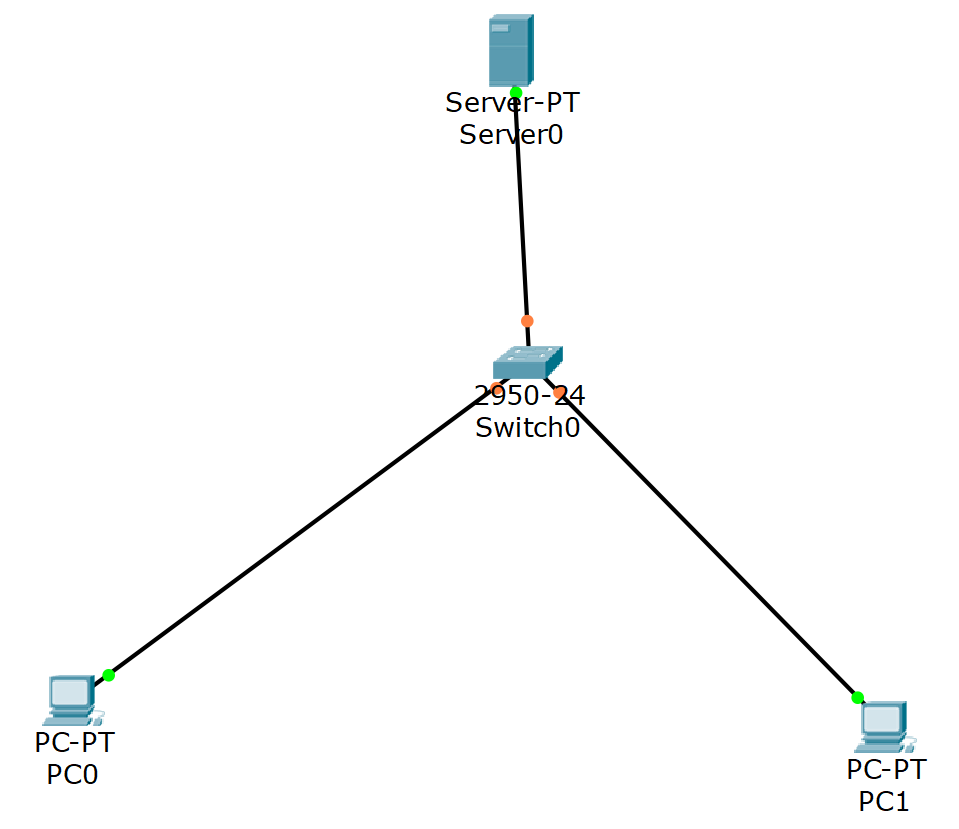 Server-PT
Server0
2950-24
Switch0
PC-PT
PC0
PC-PT
PC1